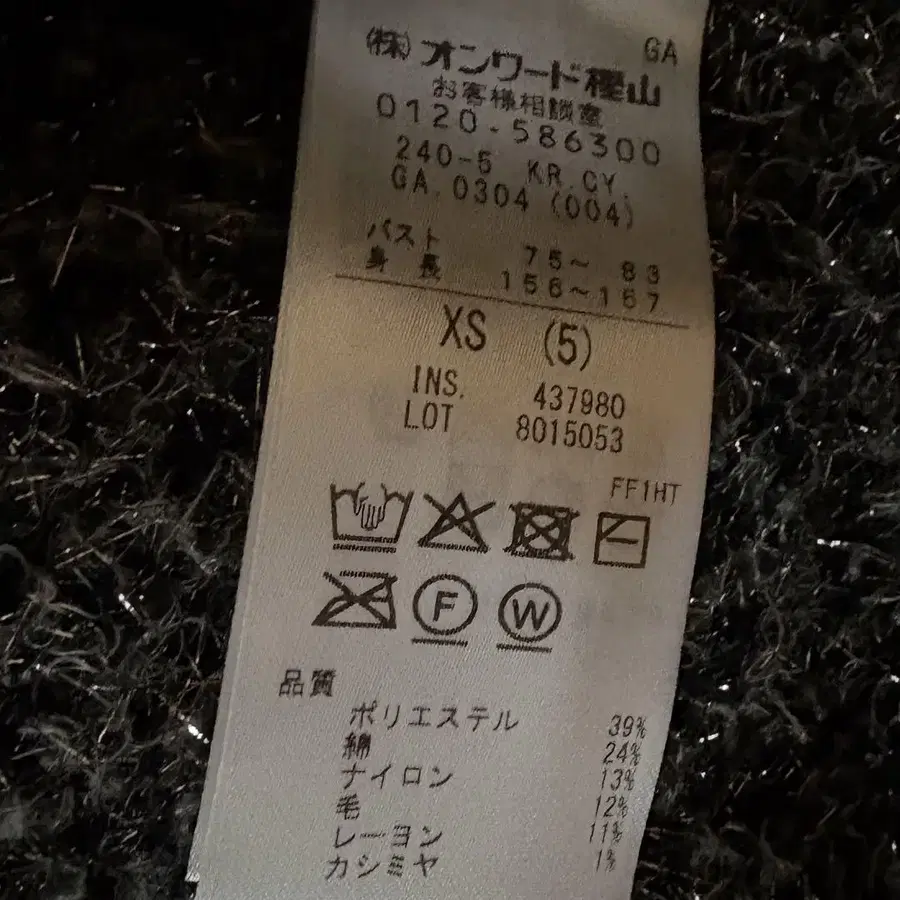 GA
(株)オンワード樫山
お客様相談室
0120-586300
240-5 KR.CY.
GA.0304 (004)
バスト 75～ 83
身長 156～167
XS (5)
INS. 437980
LOT 8015053
FF1HT
F W
品質
ポリエステル 39%
綿 24%
ナイロン 13%
毛 12%
レーヨン 11%
カシミヤ 1%